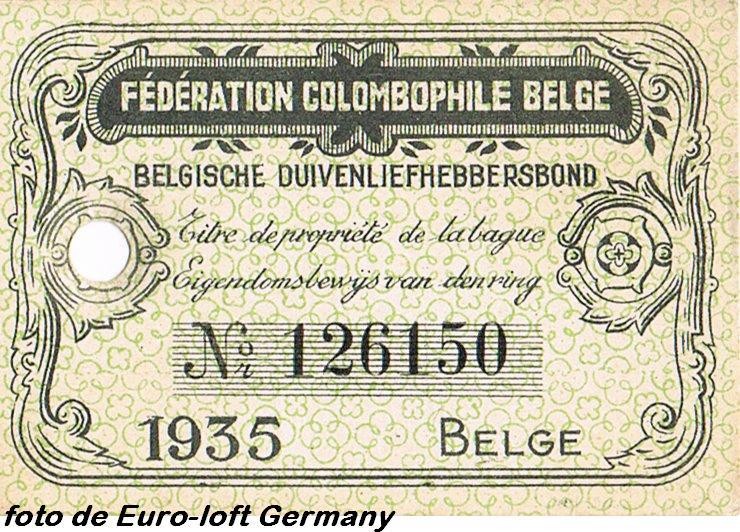 FÉDÉRATION COLOMBOPHILE BELGE
BELGISCHE DUIVENLIEFHEBBERSBOND
Titre de propriété de la bague
Eigendomsbewijs van den ring
No/r 126150
1935 BELGE
foto de Euro-loft Germany